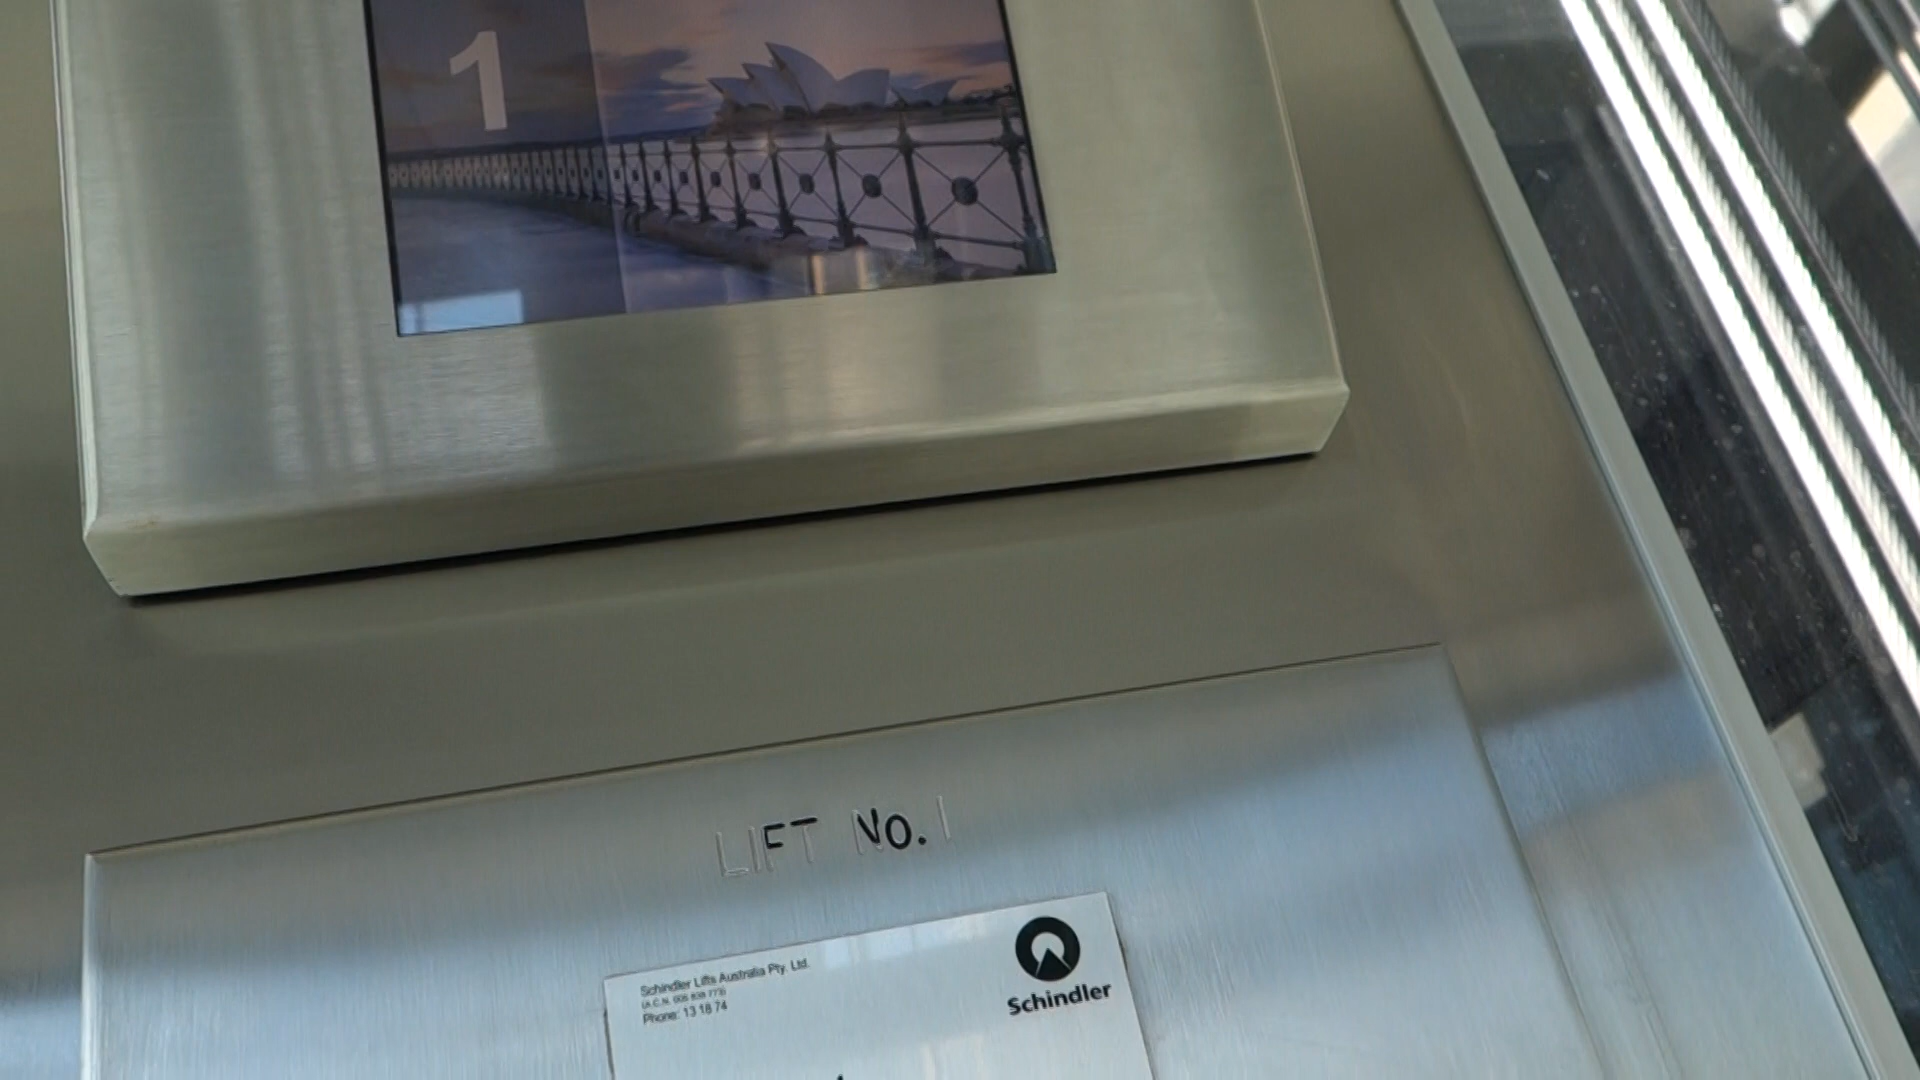 1
LIFT No. 1
Schindler Lifts Australia Pty. Ltd.
Phone: 13 18 74
Schindler